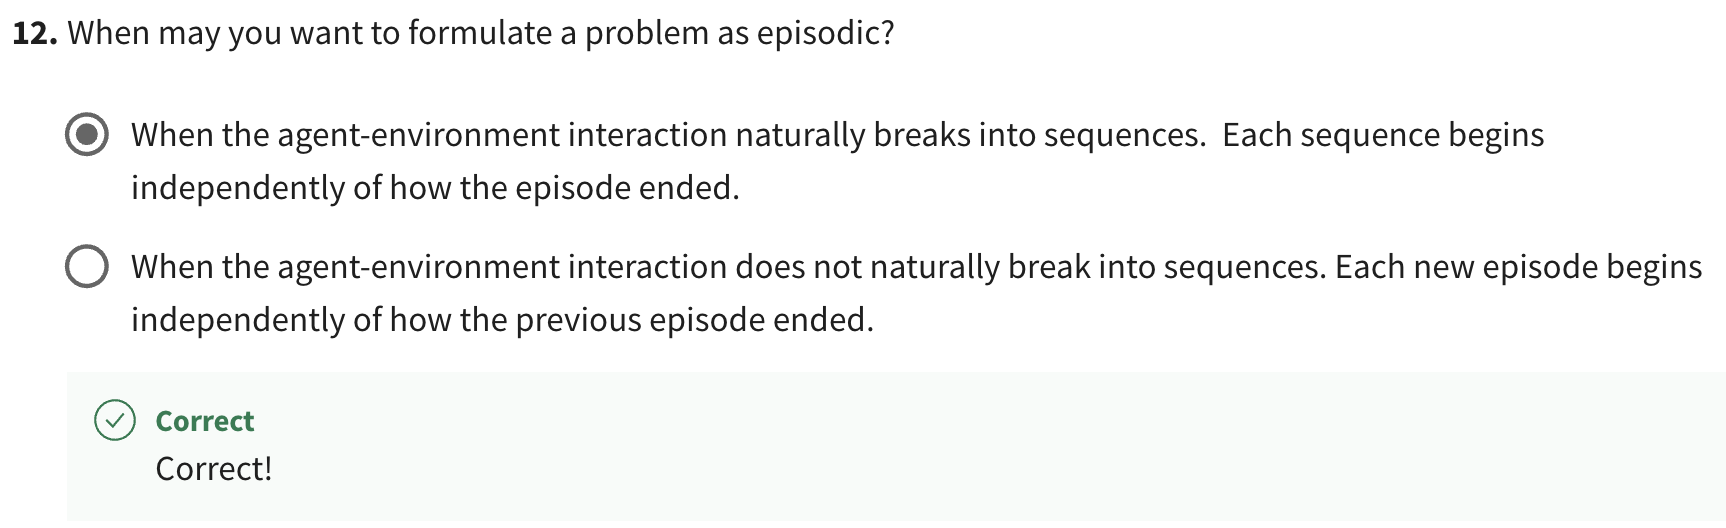 12. When may you want to formulate a problem as episodic?
When the agent-environment interaction naturally breaks into sequences.  Each sequence begins
independently of how the episode ended.
When the agent-environment interaction does not naturally break into sequences. Each new episode begins
independently of how the previous episode ended.
Correct
Correct!